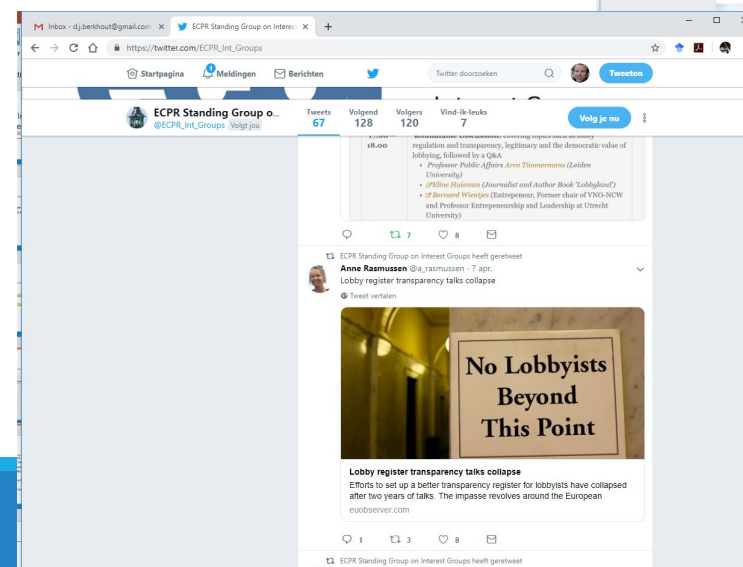 Inbox - d.j.berkhout@gmail.com
ECPR Standing Group on Interest
https://twitter.com/ECPR_Int_Groups
Startpagina 1 Meldingen Berichten Twitter doorzoeken Tweeten
ECPR Standing Group o...
@ECPR_Int_Groups Volgt jou
Tweets Volgend Volgers Vind-ik-leuks
67 128 120 7
Volg je nu
18.00 regulation and transparency, legitimacy and the democratic value of
lobbying, followed by a Q&A
• Professor Public Affairs Arco Timmermans (Leiden
University)
• Eline Huisman (Journalist and Author Book 'Lobbyland')
• Bernard Wientjes (Entrepeneur, Former chair of VNO-NCW
and Professor Entrepeneurship and Leadership at Utrecht
University)
7 8
ECPR Standing Group on Interest Groups heeft geretweet
Anne Rasmussen @a_rasmussen · 7 apr.
Lobby register transparency talks collapse
Tweet vertalen
No Lobbyists
Beyond
This Point
Lobby register transparency talks collapse
Efforts to set up a better transparency register for lobbyists have collapsed
after two years of talks. The impasse revolves around the European
euobserver.com
1 3 8
ECPR Standing Group on Interest Groups heeft geretweet